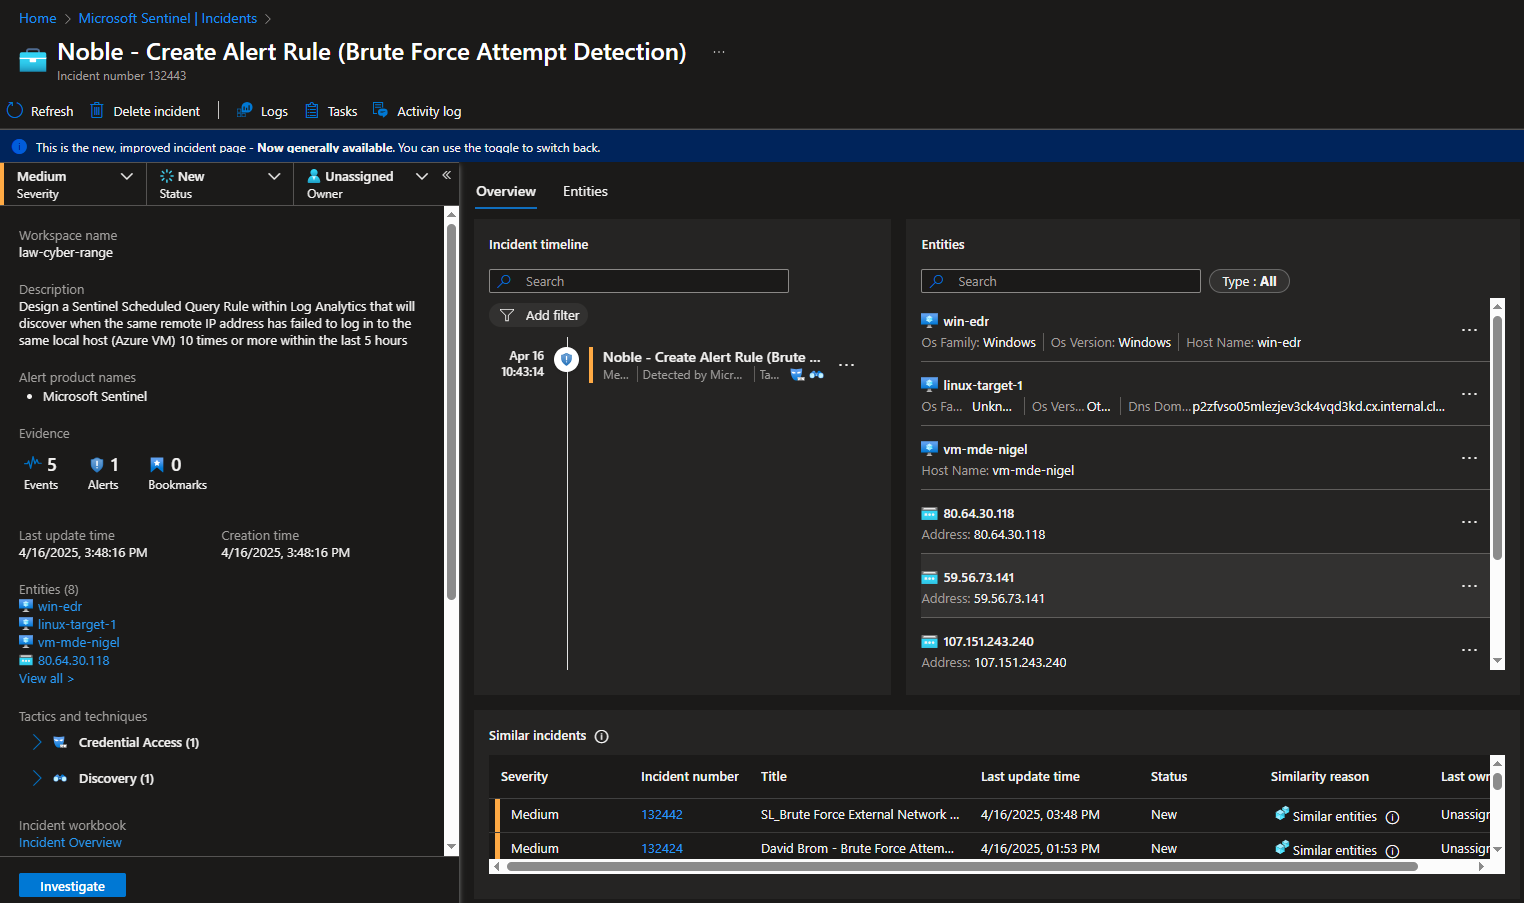 Home > Microsoft Sentinel | Incidents >
Noble - Create Alert Rule (Brute Force Attempt Detection) ...
Incident number 132443
Refresh Delete incident Logs Tasks Activity log
This is the new, improved incident page - Now generally available. You can use the toggle to switch back.
Medium New Unassigned «
Severity Status Owner
Workspace name
law-cyber-range
Description
Design a Sentinel Scheduled Query Rule within Log Analytics that will
discover when the same remote IP address has failed to log in to the
same local host (Azure VM) 10 times or more within the last 5 hours
Alert product names
• Microsoft Sentinel
Evidence
5 1 0
Events Alerts Bookmarks
Last update time Creation time
4/16/2025, 3:48:16 PM 4/16/2025, 3:48:16 PM
Entities (8)
win-edr
linux-target-1
vm-mde-nigel
80.64.30.118
View all >
Tactics and techniques
Credential Access (1)
Discovery (1)
Incident workbook
Incident Overview
Investigate
Overview Entities
Incident timeline
Search
Add filter
Apr 16
10:43:14
Noble - Create Alert Rule (Brute ...
Me... Detected by Micr... Ta...
Entities
Search Type : All
win-edr
Os Family: Windows Os Version: Windows Host Name: win-edr
linux-target-1
Os Fa... Unkn... Os Vers... Ot... Dns Dom... p2zfvso05mlezjev3ck4vqd3kd.cx.internal.cl...
vm-mde-nigel
Host Name: vm-mde-nigel
80.64.30.118
Address: 80.64.30.118
59.56.73.141
Address: 59.56.73.141
107.151.243.240
Address: 107.151.243.240
Similar incidents
Severity Incident number Title Last update time Status Similarity reason Last own
Medium 132442 SL_Brute Force External Network ... 4/16/2025, 03:48 PM New Similar entities Unassign
Medium 132424 David Brom - Brute Force Attem... 4/16/2025, 01:53 PM New Similar entities Unassign